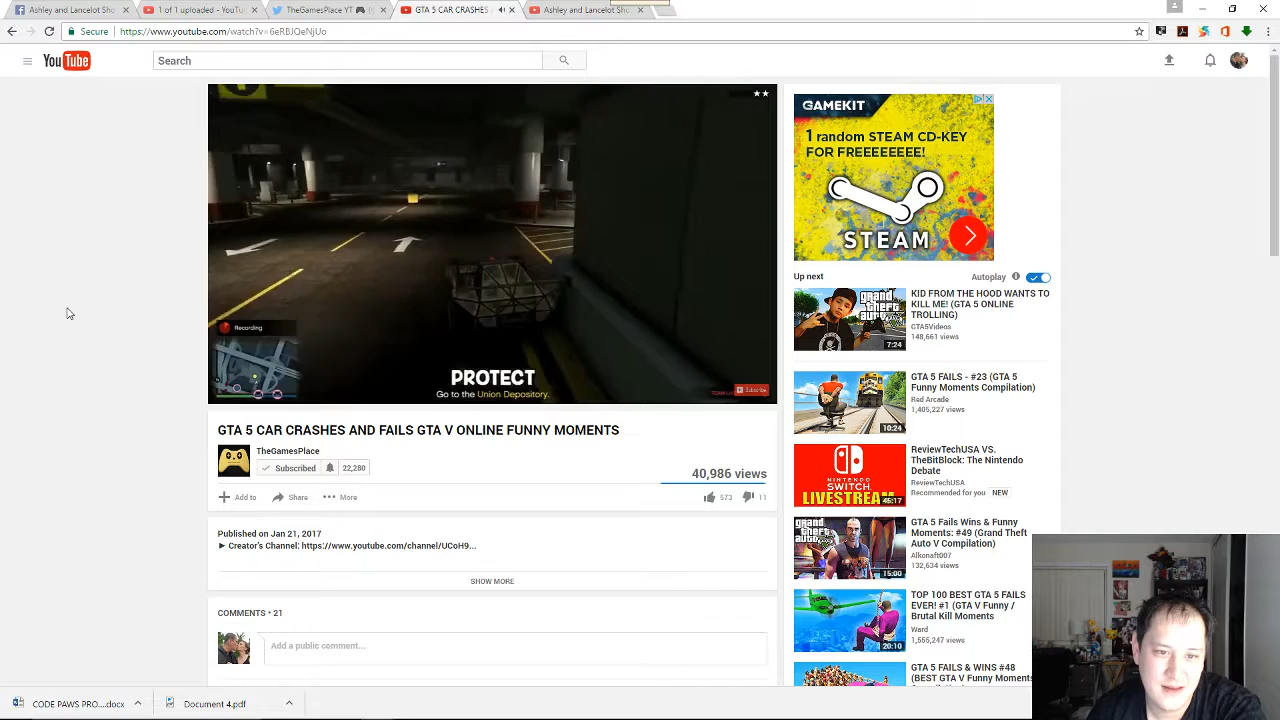 Ashley and Lancelot Sho
1 of 1 uploaded - YouTu
TheGamesPlace YT
GTA 5 CAR CRASHES
Ashley and Lancelot Sho
Secure
https://www.youtube.com/watch?v=6eRBJQeNjUo
YouTube
Search
Recording
PROTECT
Go to the Union Depository.
Subscribe
GTA 5 CAR CRASHES AND FAILS GTA V ONLINE FUNNY MOMENTS
TheGamesPlace
Subscribed
22,280
40,986 views
Add to
Share
More
573
11
Published on Jan 21, 2017
► Creator's Channel: https://www.youtube.com/channel/UCoH9...
SHOW MORE
COMMENTS • 21
Add a public comment...
GAMEKIT
1 random STEAM CD-KEY
FOR FREEEEEEE!
STEAM
Up next
Autoplay
KID FROM THE HOOD WANTS TO
KILL ME! (GTA 5 ONLINE
TROLLING)
GTA5Videos
148,661 views
7:24
GTA 5 FAILS - #23 (GTA 5
Funny Moments Compilation)
Red Arcade
1,405,227 views
10:24
ReviewTechUSA VS.
TheBitBlock: The Nintendo
Debate
ReviewTechUSA
Recommended for you NEW
SWITCH
LIVESTREAM
45:17
GTA 5 Fails Wins & Funny
Moments: #49 (Grand Theft
Auto V Compilation)
Alkonaft007
132,634 views
15:00
TOP 100 BEST GTA 5 FAILS
EVER! #1 (GTA V Funny /
Brutal Kill Moments
Ward
1,555,247 views
20:10
GTA 5 FAILS & WINS #48
(BEST GTA V Funny Moments
CODE PAWS PRO....docx
Document 4.pdf